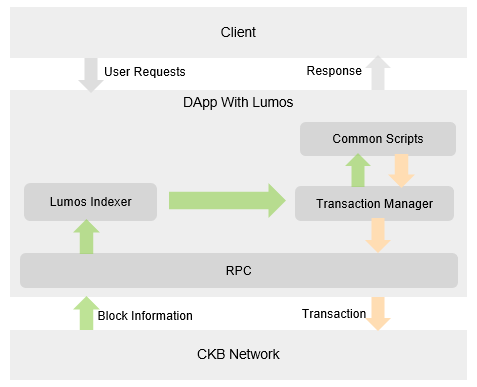 Client
User Requests
Response
DApp With Lumos
Common Scripts
Lumos Indexer
Transaction Manager
RPC
Block Information
Transaction
CKB Network